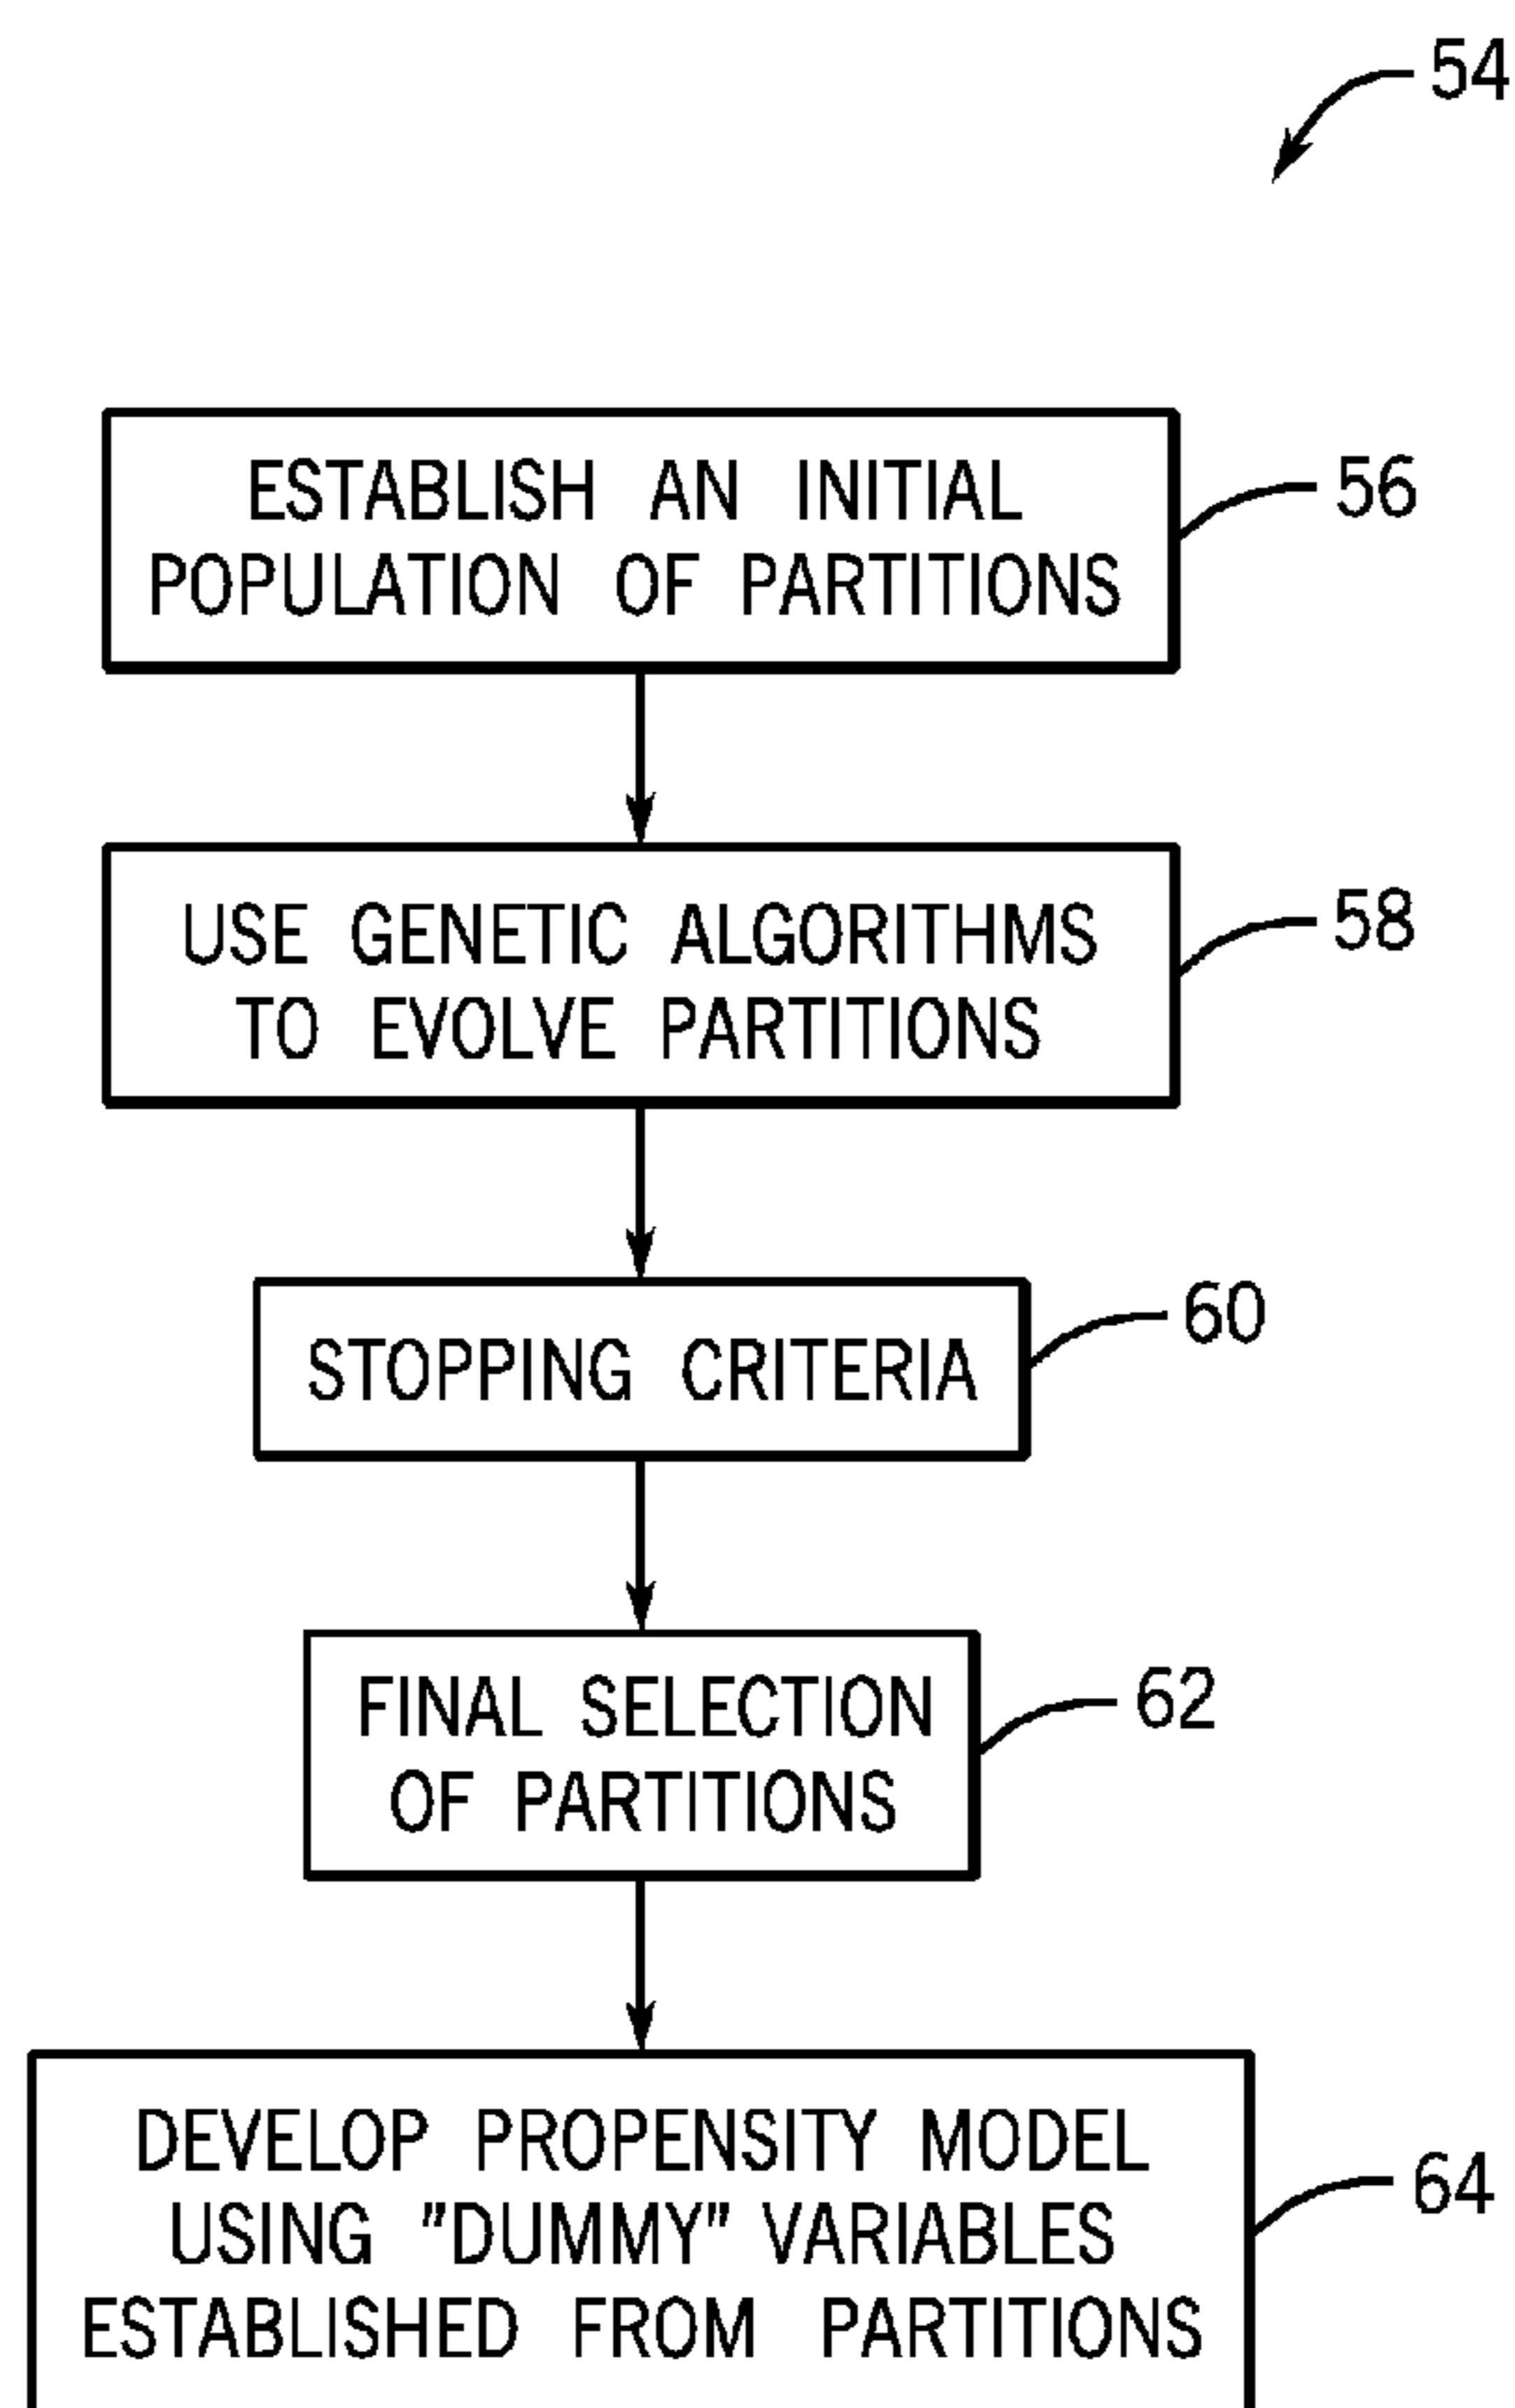 54
ESTABLISH AN INITIAL
POPULATION OF PARTITIONS
56
USE GENETIC ALGORITHMS
TO EVOLVE PARTITIONS
58
STOPPING CRITERIA
60
FINAL SELECTION
OF PARTITIONS
62
DEVELOP PROPENSITY MODEL
USING "DUMMY" VARIABLES
ESTABLISHED FROM PARTITIONS
64